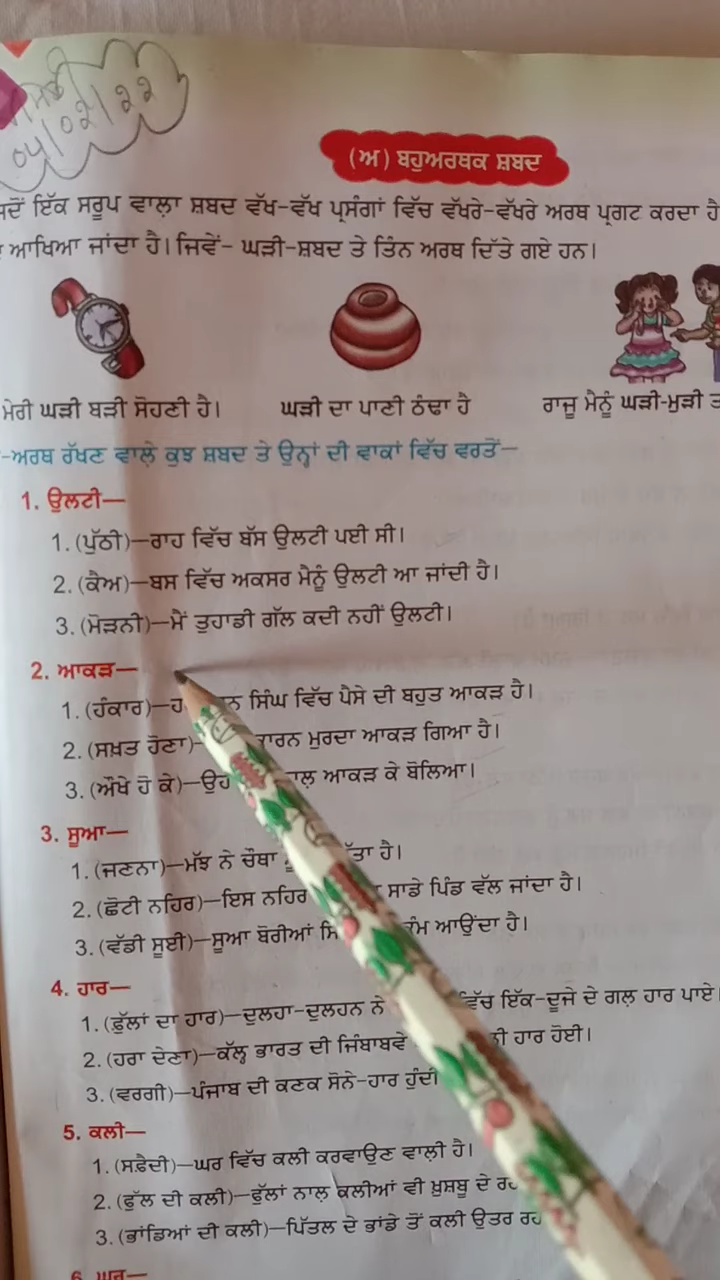 04/02/22
(ਅ) ਬਹੁਅਰਥਕ ਸ਼ਬਦ
ਇੱਕ ਸਰੂਪ ਵਾਲਾ ਸ਼ਬਦ ਵੱਖ-ਵੱਖ ਪ੍ਰਸੰਗਾਂ ਵਿੱਚ ਵੱਖਰੇ-ਵੱਖਰੇ ਅਰਥ ਪ੍ਰਗਟ ਕਰਦਾ ਹੈ
ਆਖਿਆ ਜਾਂਦਾ ਹੈ। ਜਿਵੇਂ- ਘੜੀ-ਸ਼ਬਦ ਤੇ ਤਿੰਨ ਅਰਥ ਦਿੱਤੇ ਗਏ ਹਨ।
ਮੇਰੀ ਘੜੀ ਬੜੀ ਸੋਹਣੀ ਹੈ। ਘੜੀ ਦਾ ਪਾਣੀ ਠੰਢਾ ਹੈ ਰਾਜੂ ਮੈਨੂੰ ਘੜੀ-ਮੁੜੀ
-ਅਰਥ ਰੱਖਣ ਵਾਲ਼ੇ ਕੁਝ ਸ਼ਬਦ ਤੇ ਉਨ੍ਹਾਂ ਦੀ ਵਾਕਾਂ ਵਿੱਚ ਵਰਤੋਂ—
1. ਉਲਟੀ—
1. (ਪੁੱਠੀ)—ਰਾਹ ਵਿੱਚ ਬੱਸ ਉਲਟੀ ਪਈ ਸੀ।
2. (ਕੈਅ)—ਬਸ ਵਿੱਚ ਅਕਸਰ ਮੈਨੂੰ ਉਲਟੀ ਆ ਜਾਂਦੀ ਹੈ।
3. (ਮੋੜਨੀ)—ਮੈਂ ਤੁਹਾਡੀ ਗੱਲ ਕਦੀ ਨਹੀਂ ਉਲਟੀ।
2. ਆਕੜ—
1. (ਹੰਕਾਰ)— ਸਿੰਘ ਵਿੱਚ ਪੈਸੇ ਦੀ ਬਹੁਤ ਆਕੜ ਹੈ।
2. (ਸਖ਼ਤ ਹੋਣਾ)— ਮੁਰਦਾ ਆਕੜ ਗਿਆ ਹੈ।
3. (ਔਖੇ ਹੋ ਕੇ)—ਉਹ ਆਕੜ ਕੇ ਬੋਲਿਆ।
3. ਸੂਆ—
1. (ਜਣਨਾ)—ਮੱਝ ਨੇ ਚੌਥਾ ਹੈ।
2. (ਛੋਟੀ ਨਹਿਰ)—ਇਸ ਨਹਿਰ ਸਾਡੇ ਪਿੰਡ ਵੱਲ ਜਾਂਦਾ ਹੈ।
3. (ਵੱਡੀ ਸੂਈ)—ਸੂਆ ਬੋਰੀਆਂ ਆਉਂਦਾ ਹੈ।
4. ਹਾਰ—
1. (ਫੁੱਲਾਂ ਦਾ ਹਾਰ)—ਦੁਲਹਾ-ਦੁਲਹਨ ਨੇ ਵਿੱਚ ਇੱਕ-ਦੂਜੇ ਦੇ ਗਲ਼ ਹਾਰ ਪਾਏ।
2. (ਹਰਾ ਦੇਣਾ)—ਕੱਲ੍ਹ ਭਾਰਤ ਦੀ ਜਿੰਬਾਬਵੇ ਹਾਰ ਹੋਈ।
3. (ਵਰਗੀ)—ਪੰਜਾਬ ਦੀ ਕਣਕ ਸੋਨੇ-ਹਾਰ ਹੁੰਦੀ
5. ਕਲੀ—
1. (ਸਫ਼ੈਦੀ)—ਘਰ ਵਿੱਚ ਕਲੀ ਕਰਵਾਉਣ ਵਾਲ਼ੀ ਹੈ।
2. (ਫੁੱਲ ਦੀ ਕਲੀ)—ਫੁੱਲਾਂ ਨਾਲ਼ ਕਲੀਆਂ ਵੀ ਖ਼ੁਸ਼ਬੂ ਦੇ
3. (ਭਾਂਡਿਆਂ ਦੀ ਕਲੀ)—ਪਿੱਤਲ ਦੇ ਭਾਂਡੇ ਤੋਂ ਕਲੀ ਉਤਰ